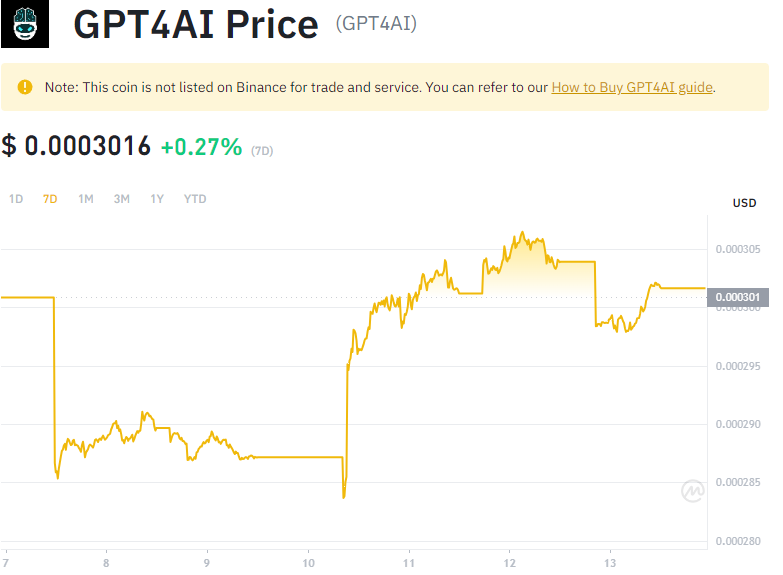 GPT4AI Price (GPT4AI)
Note: This coin is not listed on Binance for trade and service. You can refer to our How to Buy GPT4AI guide.
$ 0.0003016 +0.27% (7D)
1D 7D 1M 3M 1Y YTD
USD
0.000305
0.000301
0.000300
0.000295
0.000290
0.000285
0.000280
7 8 9 10 11 12 13